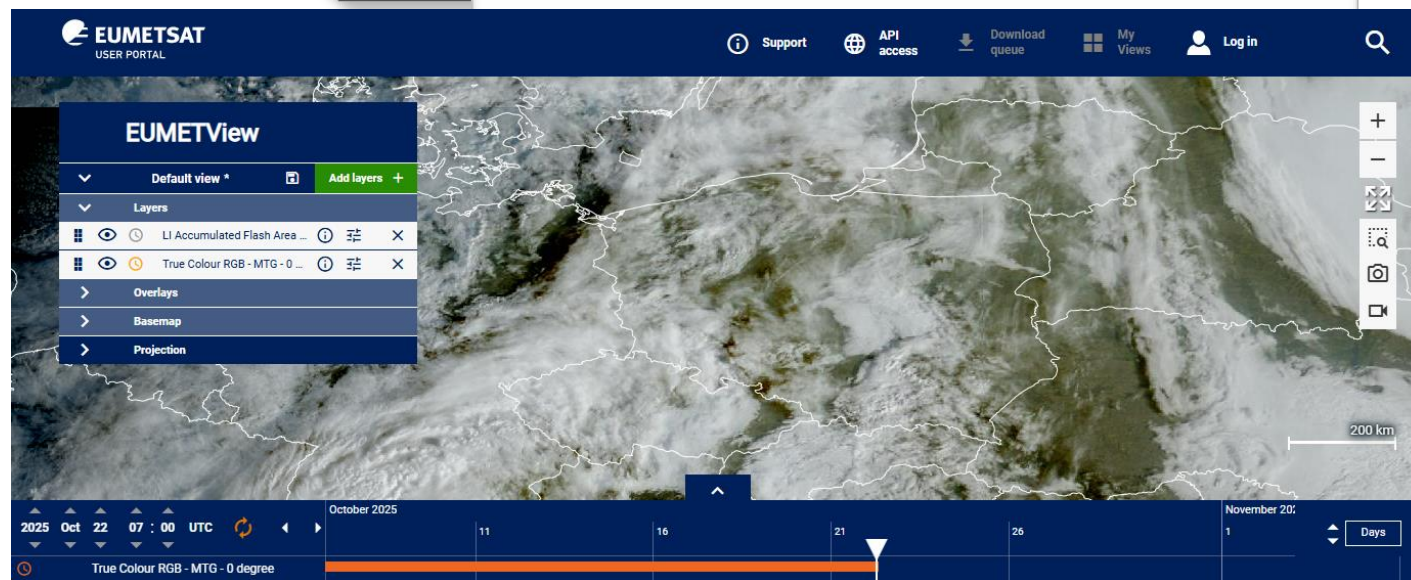 EUMETSAT
USER PORTAL
Support
API access
Download queue
My Views
Log in
EUMETView
Default view *
Add layers +
Layers
LI Accumulated Flash Area ...
True Colour RGB - MTG - 0 ...
Overlays
Basemap
Projection
200 km
October 2025
November 202
2025 Oct 22 07 : 00 UTC
11
16
21
26
1
Days
True Colour RGB - MTG - 0 degree